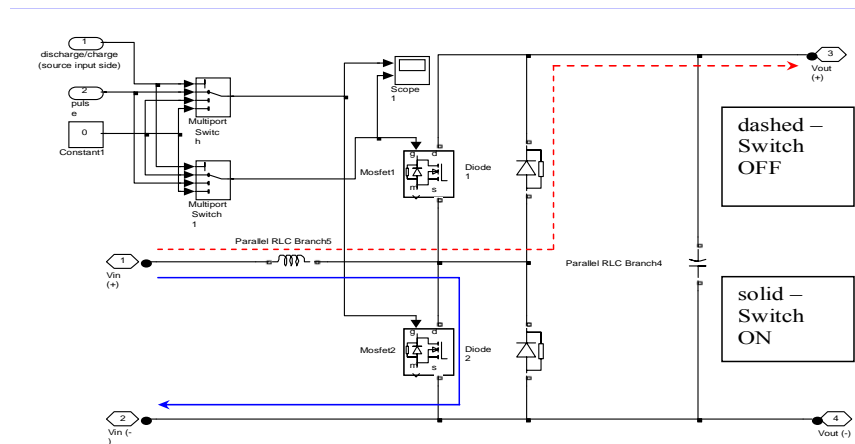 1
discharge/charge
(source input side)
2
puls
e
0
Constant1
Multiport
Switc
h
Multiport
Switch
1
Scope
1
g
d
m
s
Mosfet1
Diode
1
3
Vout
(+)
dashed –
Switch
OFF
Parallel RLC Branch5
1
Vin
(+)
Parallel RLC Branch4
solid –
Switch
ON
g
d
m
s
Mosfet2
Diode
2
2
Vin (-
)
4
Vout (-)